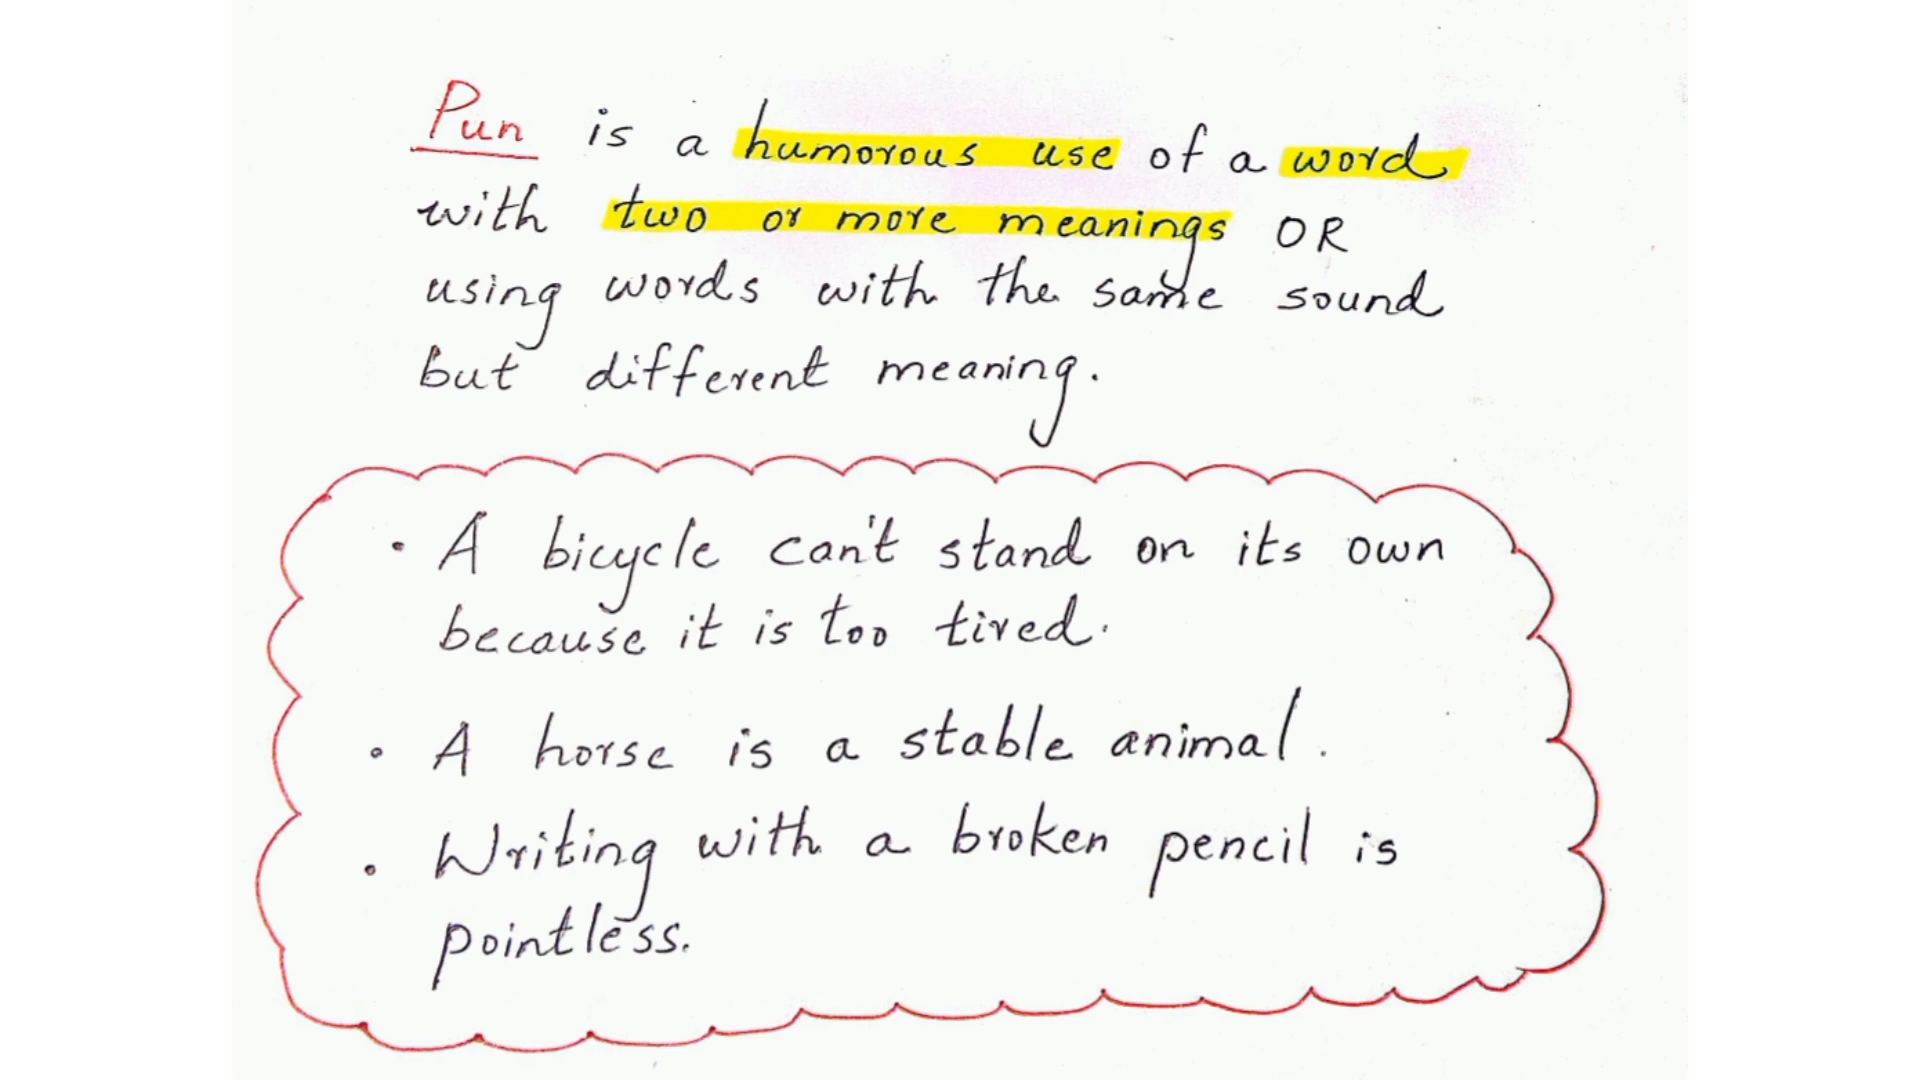 Pun is a humorous use of a word
with two or more meanings OR
using words with the same sound
but different meaning.
• A bicycle can't stand on its own
because it is too tired.
• A horse is a stable animal.
• Writing with a broken pencil is
pointless.